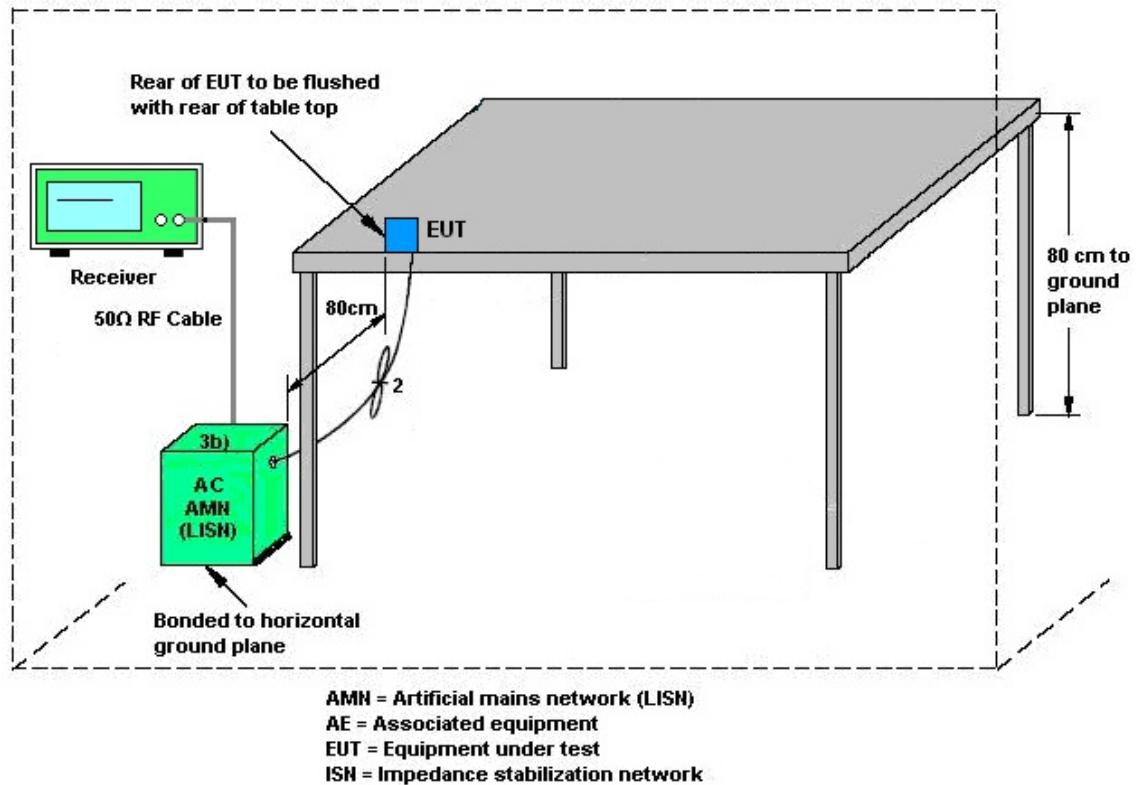 Rear of EUT to be flushed
with rear of table top
EUT
Receiver
50Ω RF Cable
80cm
2
80 cm to
ground
plane
3b)
AC
AMN
(LISN)
Bonded to horizontal
ground plane
AMN = Artificial mains network (LISN)
AE = Associated equipment
EUT = Equipment under test
ISN = Impedance stabilization network